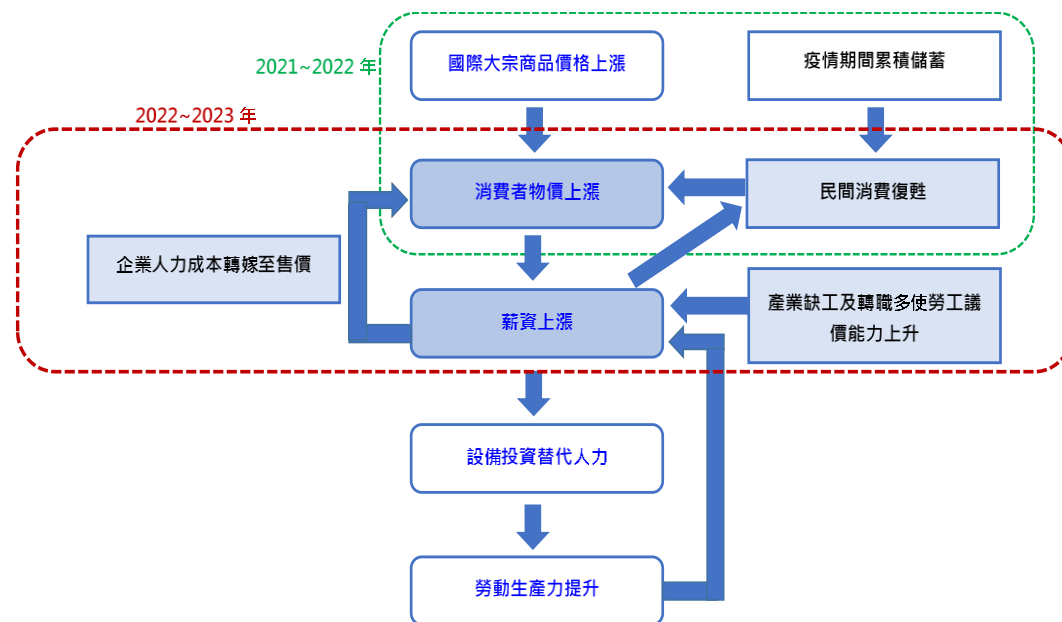 2021~2022 年
國際大宗商品價格上漲
疫情期間累積儲蓄
2022~2023 年
消費者物價上漲
民間消費復甦
企業人力成本轉嫁至售價
薪資上漲
產業缺工及轉職多使勞工議
價能力上升
設備投資替代人力
勞動生產力提升